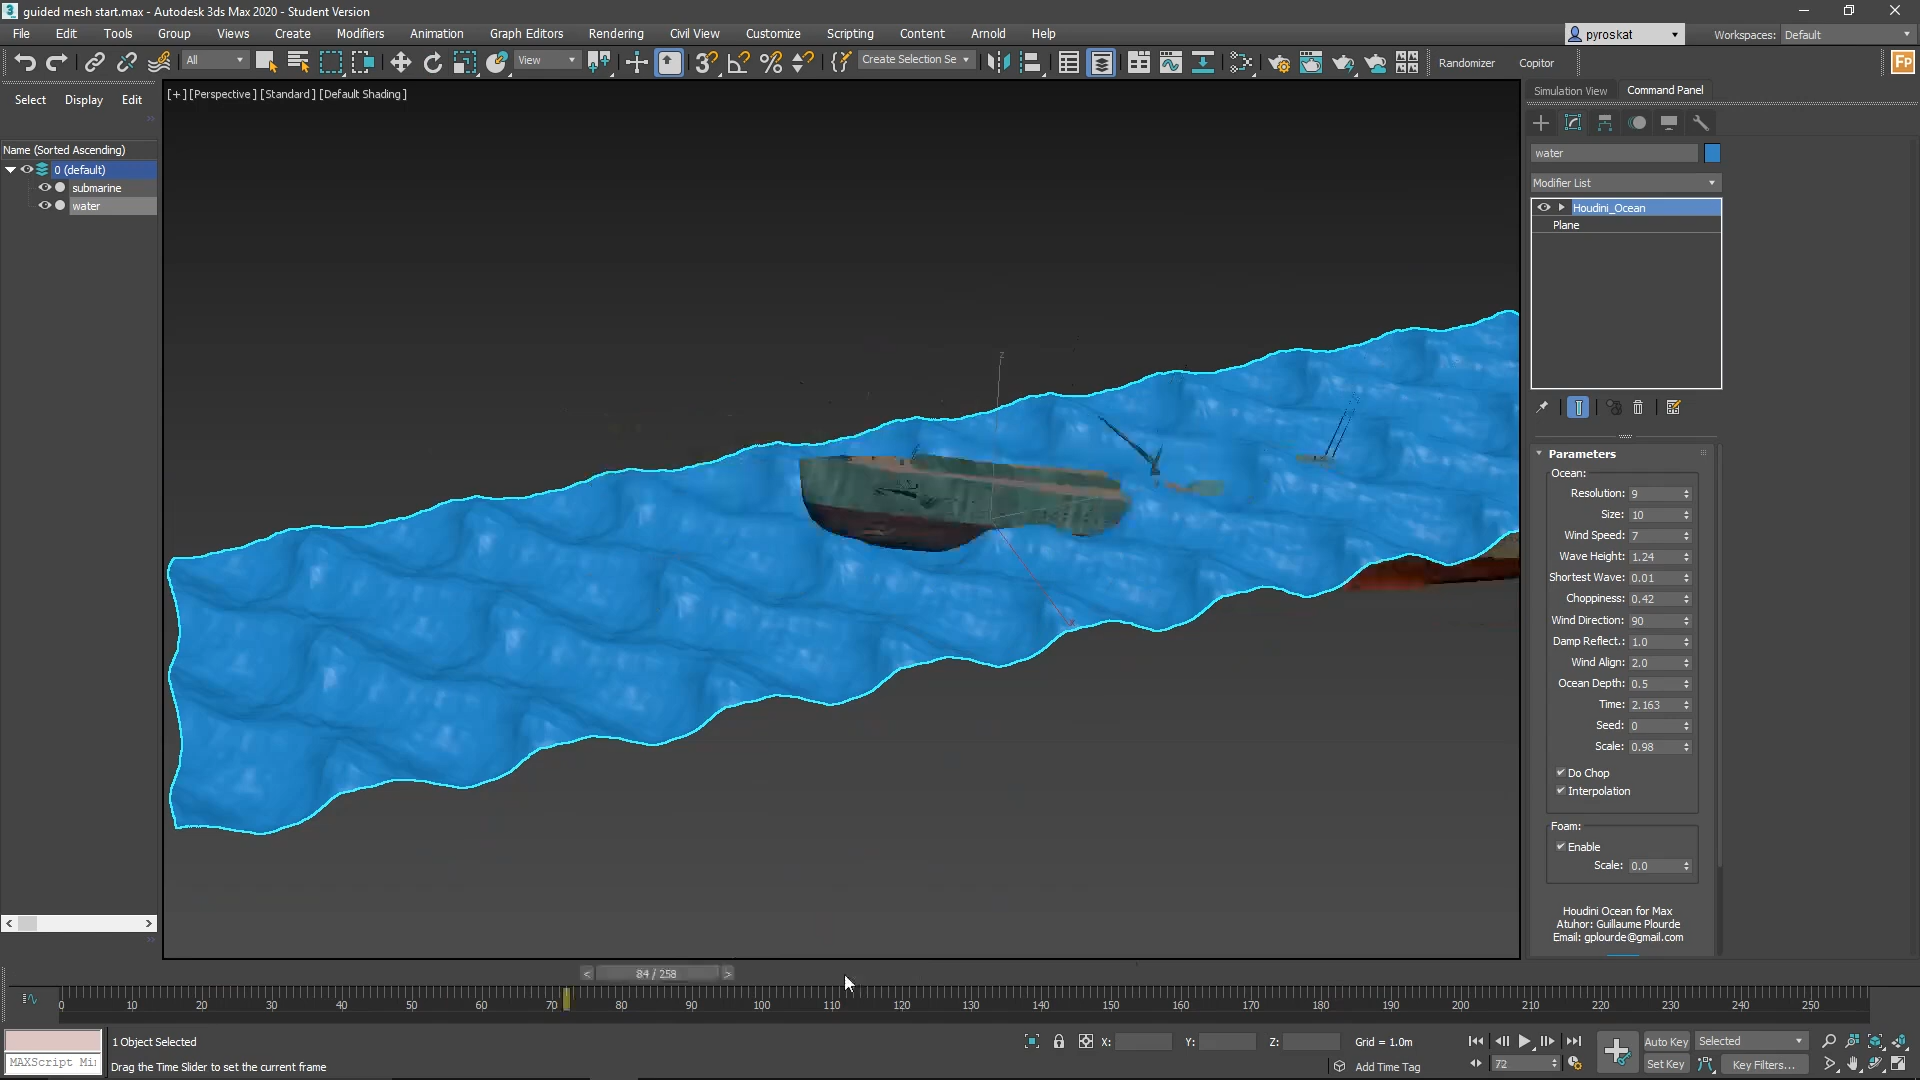 guided mesh start.max - Autodesk 3ds Max 2020 - Student Version
File Edit Tools Group Views Create Modifiers Animation Graph Editors Rendering Civil View Customize Scripting Content Arnold Help
pyroskat
Workspaces: Default
All
View
Create Selection Se
Randomizer Copitor
Fp
Select Display Edit
[+] [Perspective] [Standard] [Default Shading]
Simulation View Command Panel
Name (Sorted Ascending)
0 (default)
submarine
water
water
Modifier List
Houdini_Ocean
Plane
Parameters
Ocean:
Resolution: 9
Size: 10
Wind Speed: 7
Wave Height: 1.24
Shortest Wave: 0.01
Choppiness: 0.42
Wind Direction: 90
Damp Reflect.: 1.0
Wind Align: 2.0
Ocean Depth: 0.5
Time: 2.163
Seed: 0
Scale: 0.98
Do Chop
Interpolation
Foam:
Enable
Scale: 0.0
Houdini Ocean for Max
Atuhor: Guillaume Plourde
Email: gplourde@gmail.com
z
x
< 84 / 258 >
0 10 20 30 40 50 60 70 80 90 100 110 120 130 140 150 160 170 180 190 200 210 220 230 240 250
1 Object Selected
X: Y: Z: Grid = 1.0m
Auto Key Selected
MAXScript Mi
Drag the Time Slider to set the current frame
Add Time Tag
72
Set Key Key Filters...